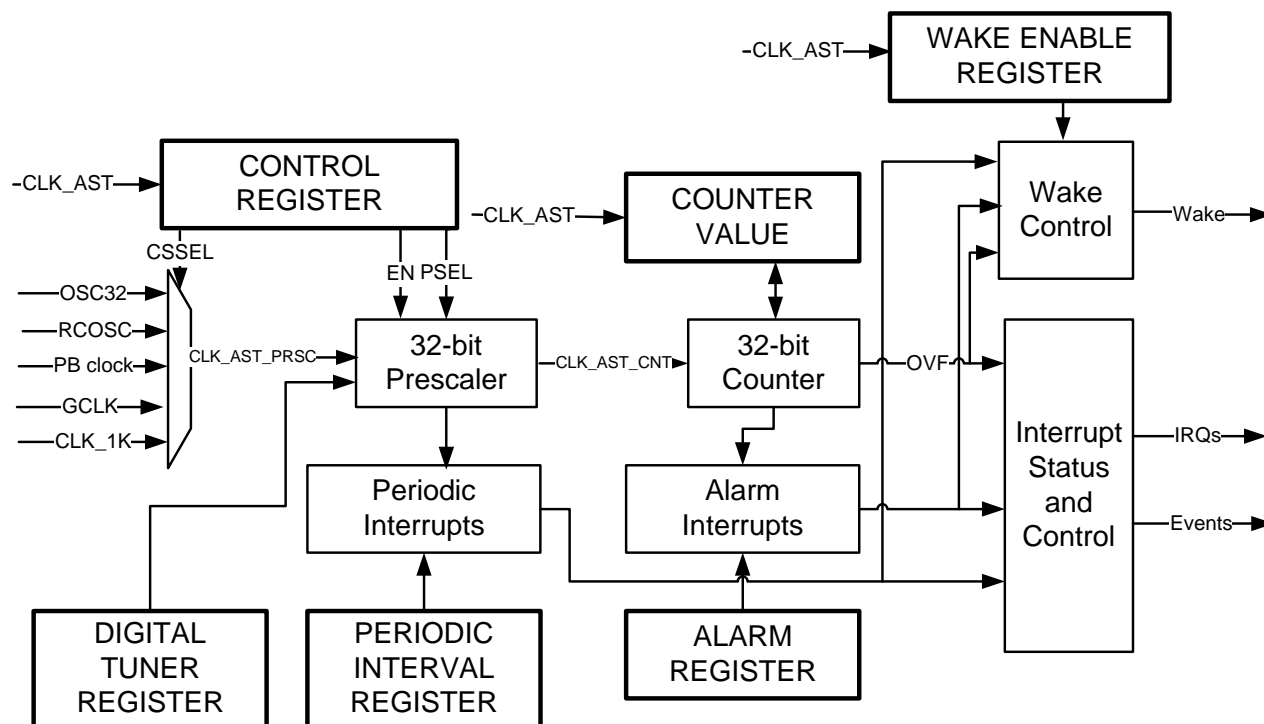 CLK_AST
WAKE ENABLE
REGISTER
CLK_AST
CONTROL
REGISTER
CLK_AST
COUNTER
VALUE
Wake
Control
Wake
CSSEL
EN
PSEL
OSC32
RCOSC
PB clock
GCLK
CLK_1K
CLK_AST_PRSC
32-bit
Prescaler
CLK_AST_CNT
32-bit
Counter
OVF
Interrupt
Status
and
Control
IRQs
Events
Periodic
Interrupts
Alarm
Interrupts
DIGITAL
TUNER
REGISTER
PERIODIC
INTERVAL
REGISTER
ALARM
REGISTER